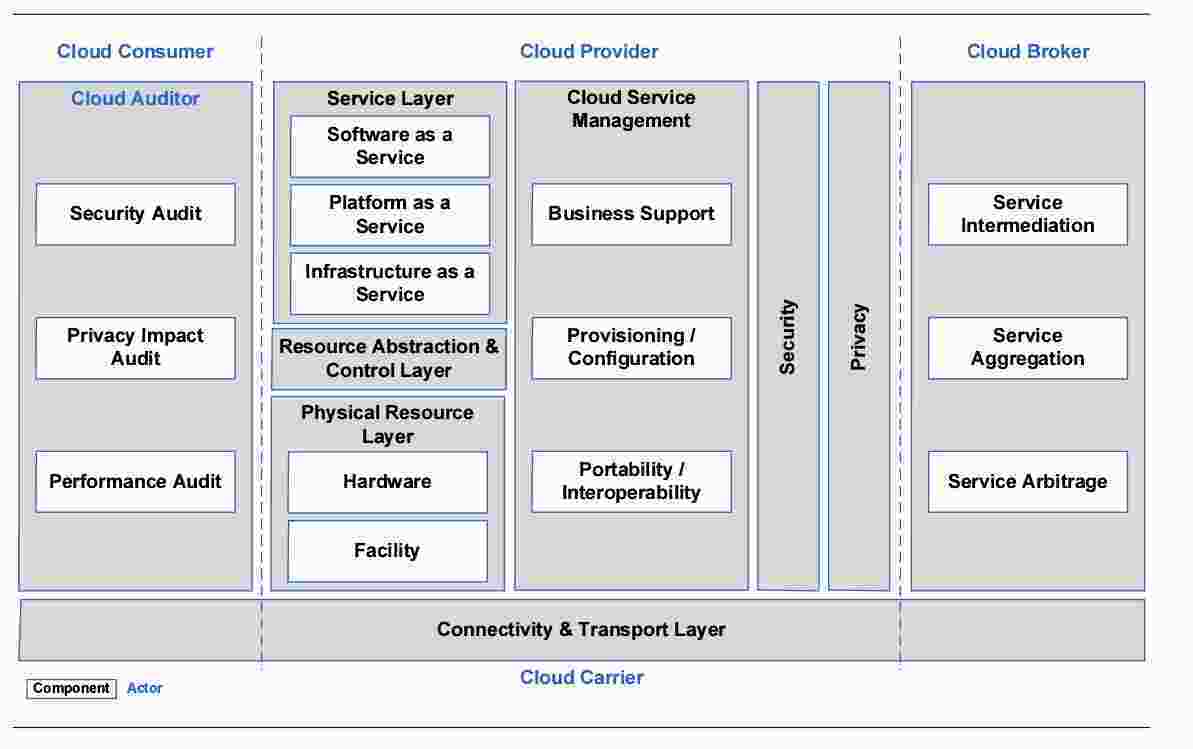 Cloud Consumer
Cloud Provider
Cloud Broker
Cloud Auditor
Security Audit
Privacy Impact
Audit
Performance Audit
Service Layer
Software as a
Service
Platform as a
Service
Infrastructure as a
Service
Resource Abstraction &
Control Layer
Physical Resource
Layer
Hardware
Facility
Cloud Service
Management
Business Support
Provisioning /
Configuration
Portability /
Interoperability
Security
Privacy
Service
Intermediation
Service
Aggregation
Service Arbitrage
Connectivity & Transport Layer
Cloud Carrier
Component
Actor